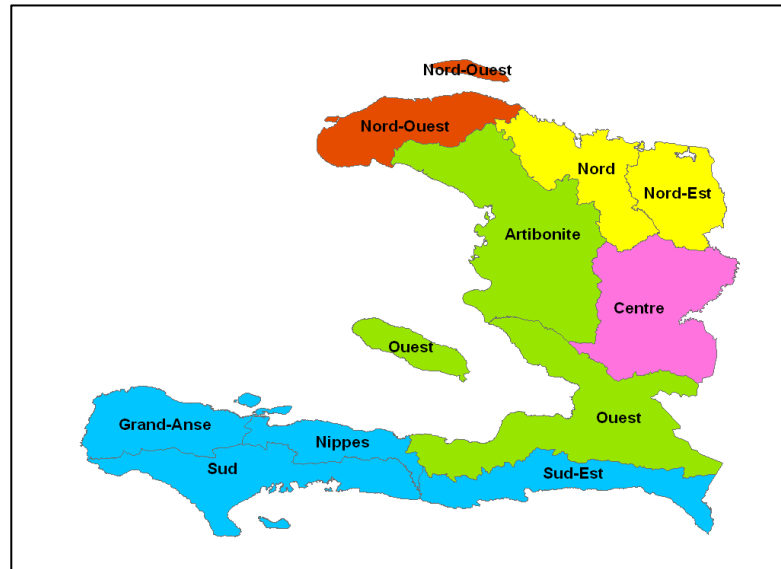 Nord-Ouest
Nord-Ouest
Nord
Nord-Est
Artibonite
Centre
Ouest
Ouest
Grand-Anse
Nippes
Sud
Sud-Est